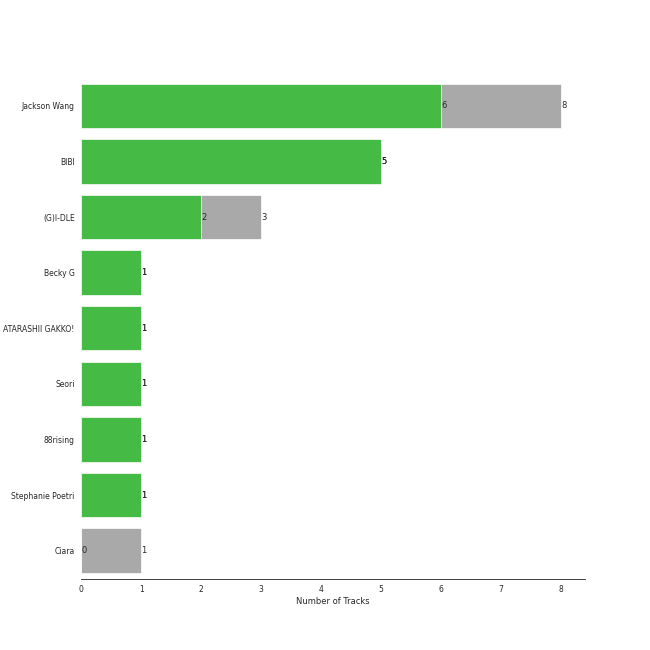 Jackson Wang 6 8
BIBI 5
(G)I-DLE 2 3
Becky G 1
ATARASHII GAKKO! 1
Seori 1
88rising 1
Stephanie Poetri 1
Ciara 0 1
0 1 2 3 4 5 6 7 8
Number of Tracks